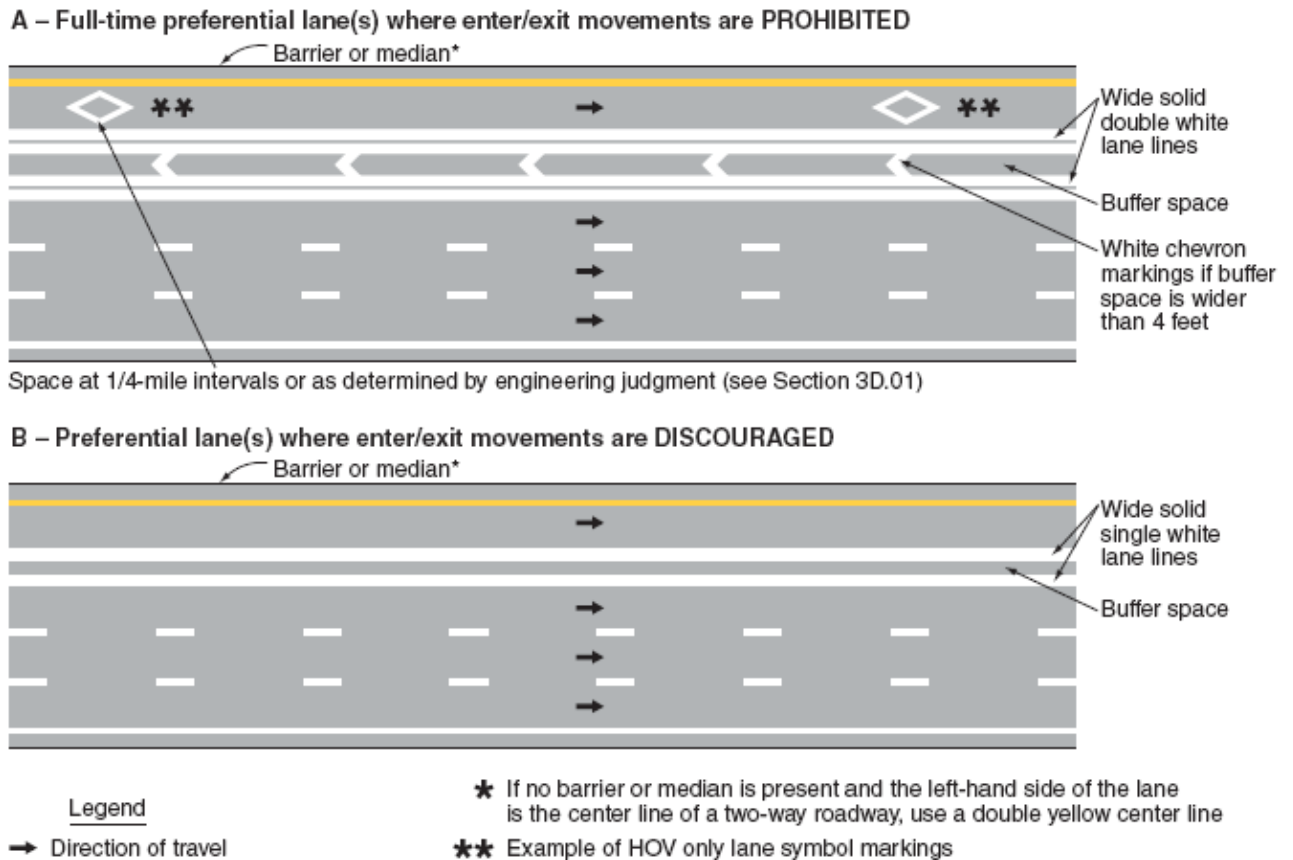 A – Full-time preferential lane(s) where enter/exit movements are PROHIBITED
Barrier or median*
** **
Wide solid
double white
lane lines
Buffer space
White chevron
markings if buffer
space is wider
than 4 feet
Space at 1/4-mile intervals or as determined by engineering judgment (see Section 3D.01)
B – Preferential lane(s) where enter/exit movements are DISCOURAGED
Barrier or median*
Wide solid
single white
lane lines
Buffer space
Legend
Direction of travel
* If no barrier or median is present and the left-hand side of the lane
is the center line of a two-way roadway, use a double yellow center line
** Example of HOV only lane symbol markings